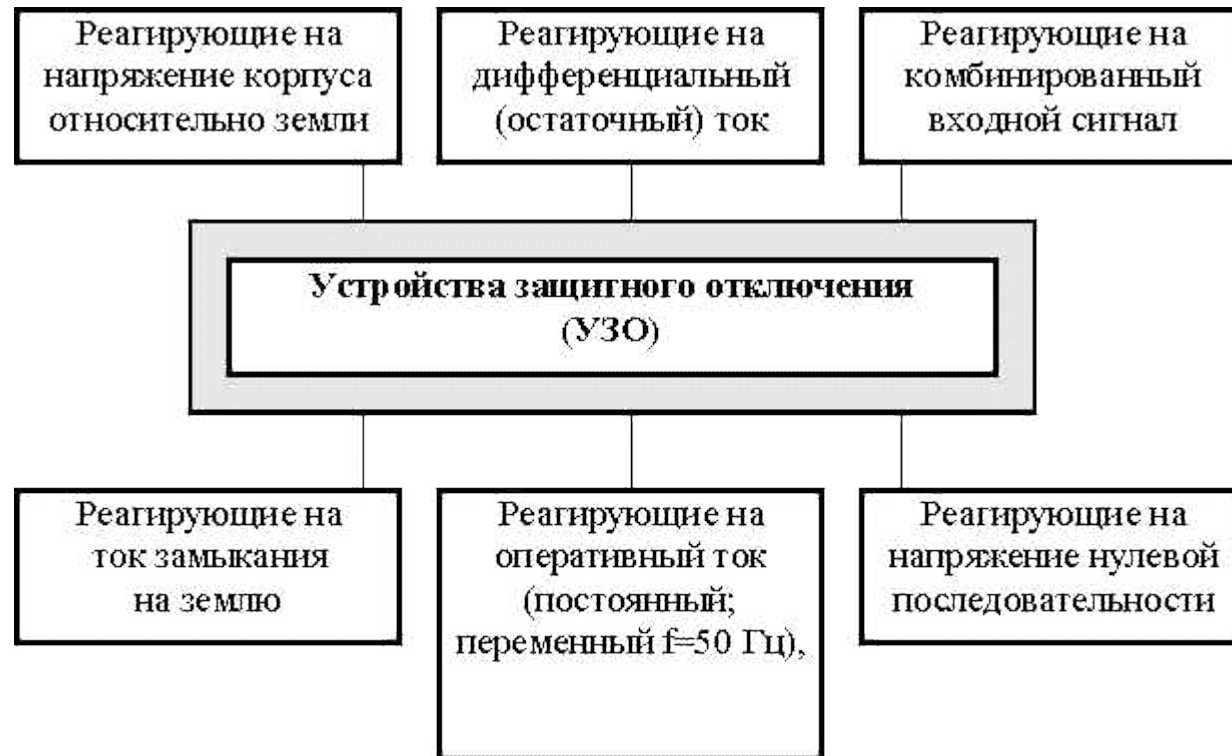 Реагирующие на
напряжение корпуса
относительно земли
Реагирующие на
дифференциальный
(остаточный) ток
Реагирующие на
комбинированный
входной сигнал
Устройства защитного отключения
(УЗО)
Реагирующие на
ток замыкания
на землю
Реагирующие на
оперативный ток
(постоянный;
переменный f=50 Гц),
Реагирующие на
напряжение нулевой
последовательности